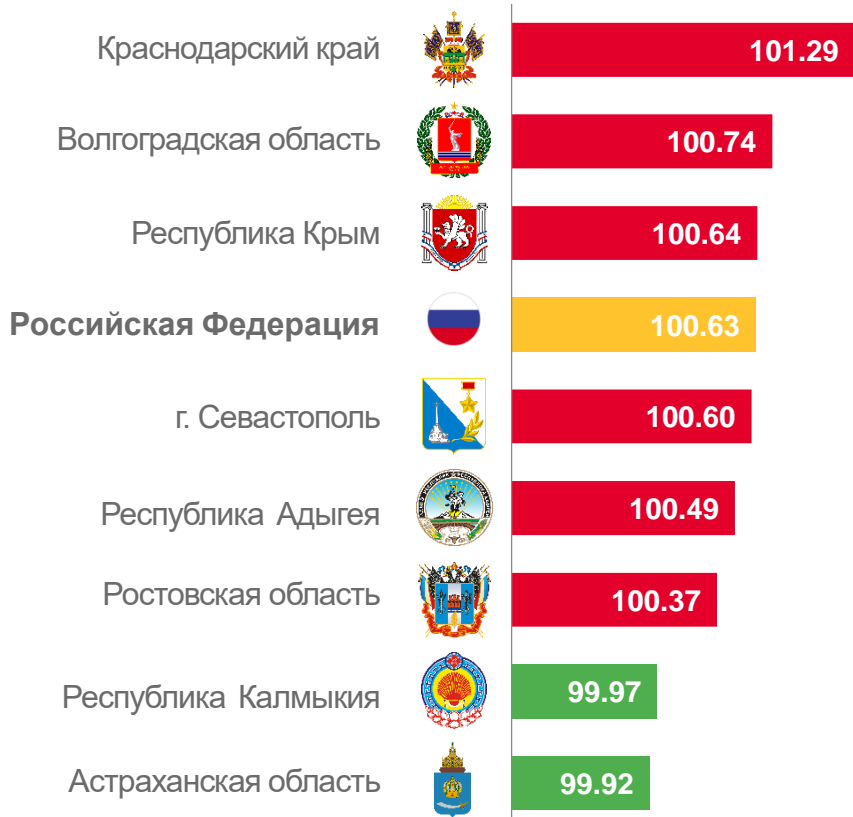 Краснодарский край 101.29
Волгоградская область 100.74
Республика Крым 100.64
Российская Федерация 100.63
г. Севастополь 100.60
Республика Адыгея 100.49
Ростовская область 100.37
Республика Калмыкия 99.97
Астраханская область 99.92